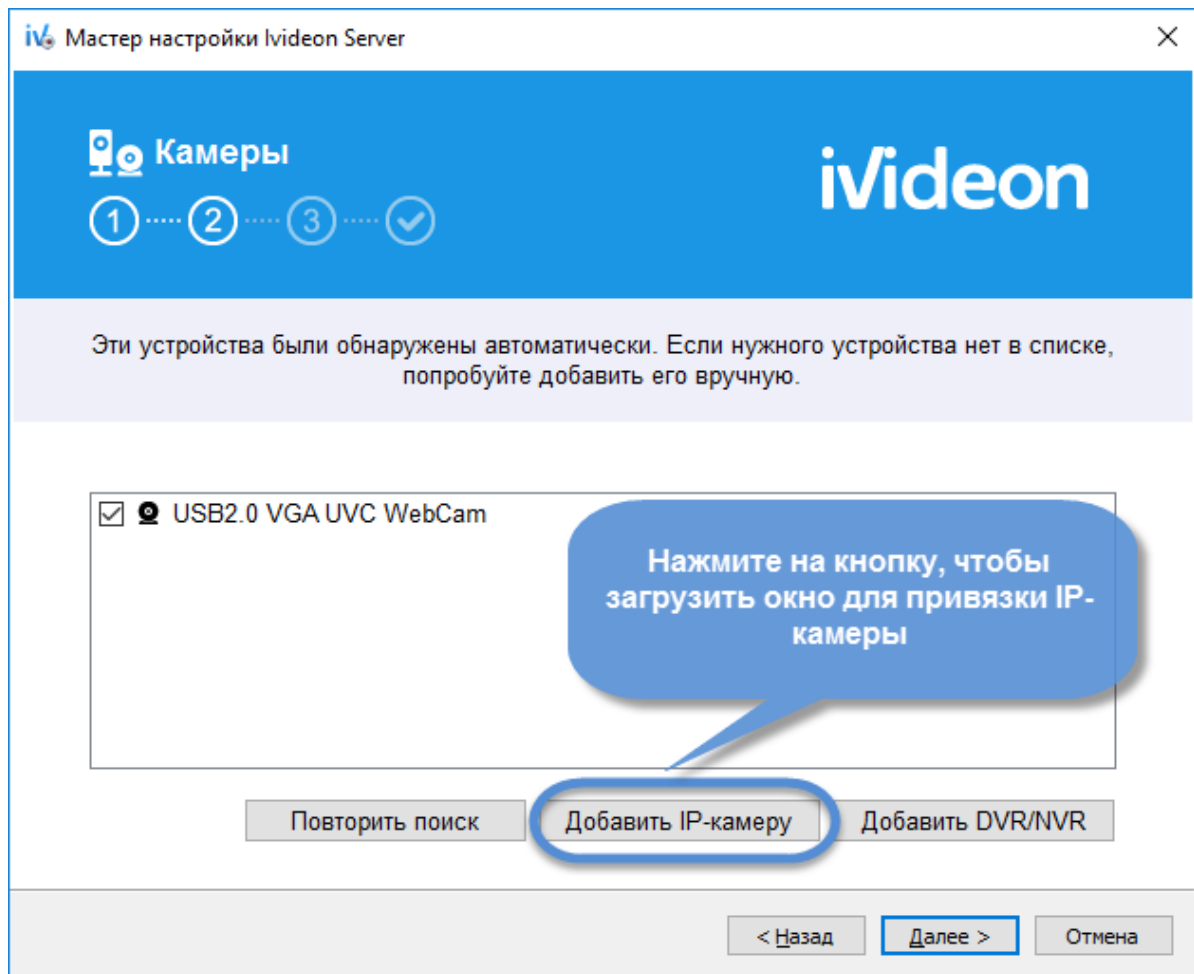 Мастер настройки Ivideon Server
Камеры
ivideon
1 2 3
Эти устройства были обнаружены автоматически. Если нужного устройства нет в списке,
попробуйте добавить его вручную.
USB2.0 VGA UVC WebCam
Нажмите на кнопку, чтобы
загрузить окно для привязки IP-
камеры
Повторить поиск
Добавить IP-камеру
Добавить DVR/NVR
< Назад
Далее >
Отмена